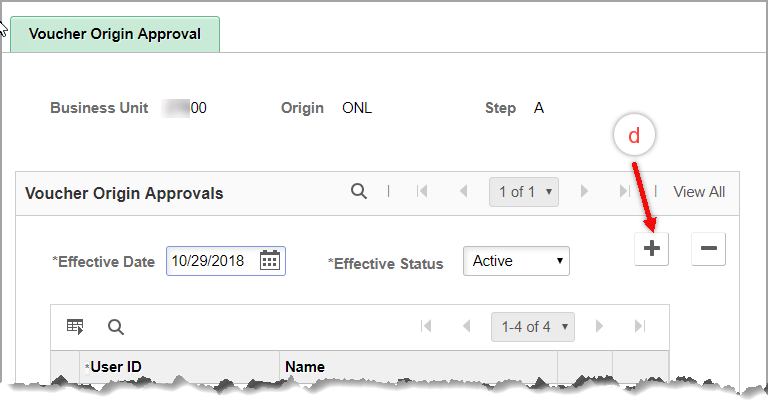 Voucher Origin Approval
Business Unit 00 Origin ONL Step A
d
Voucher Origin Approvals 1 of 1 View All
*Effective Date 10/29/2018 *Effective Status Active
1-4 of 4
*User ID Name